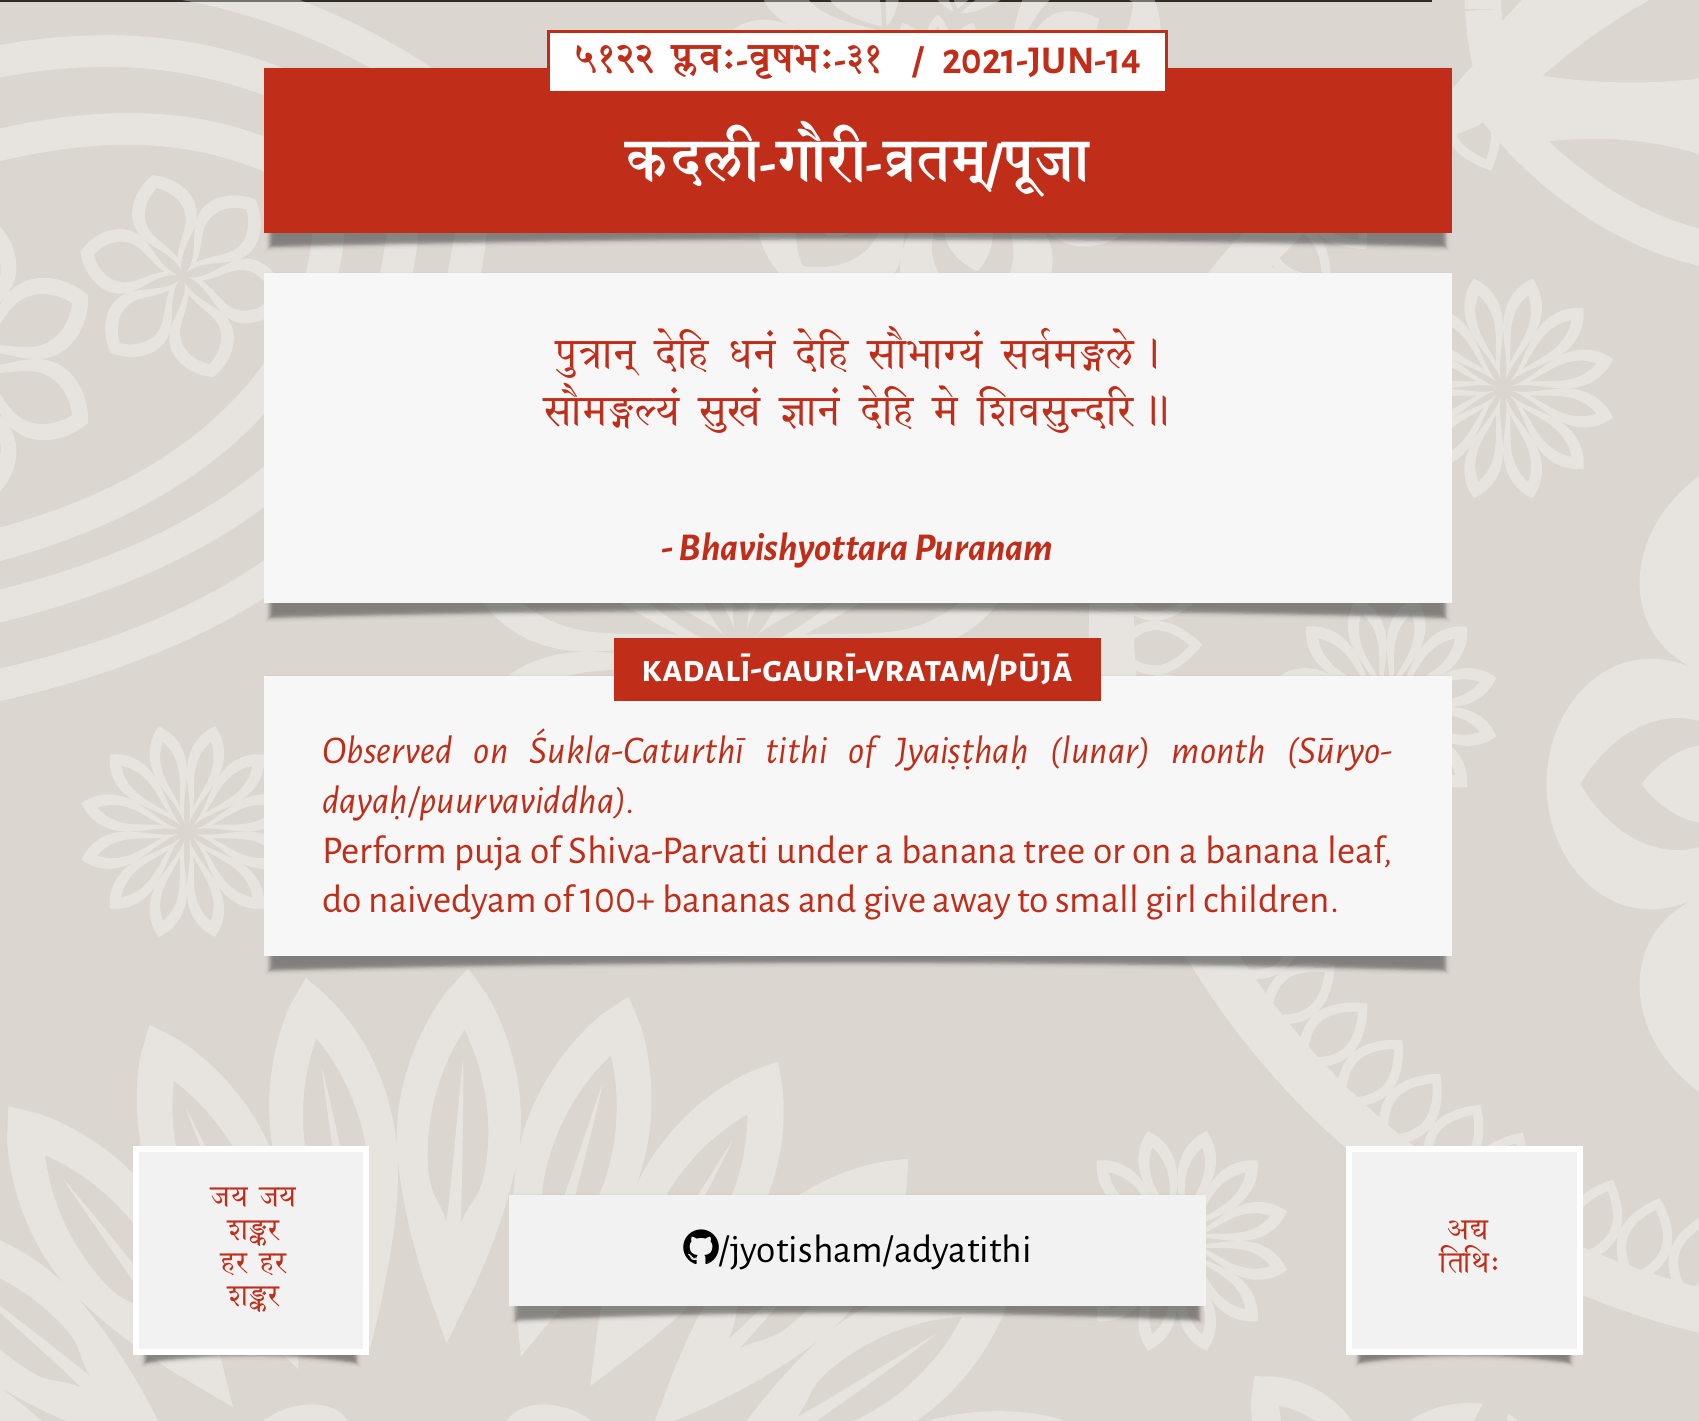 ५१२२ प्लवः-वृषभः-३१ / 2021-JUN-14
कदली-गौरी-व्रतम्/पूजा
पुत्रान् देहि धनं देहि सौभाग्यं सर्वमङ्गले ।
सौमङ्गल्यं सुखं ज्ञानं देहि मे शिवसुन्दरि ॥
- Bhavishyottara Puranam
KADALĪ-GAURĪ-VRATAM/PŪJĀ
Observed on Śukla-Caturthī tithi of Jyaiṣṭhaḥ (lunar) month (Sūryo-
dayaḥ/puurvaviddha).
Perform puja of Shiva-Parvati under a banana tree or on a banana leaf,
do naivedyam of 100+ bananas and give away to small girl children.
जय जय
शङ्कर
हर हर
शङ्कर
/jyotisham/adyatithi
अद्य
तिथिः